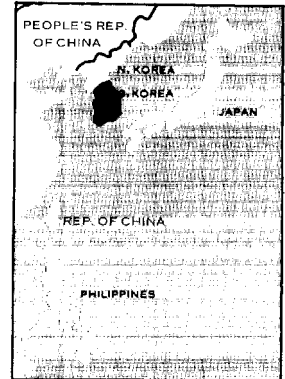 PEOPLE'S REP.
OF CHINA
N. KOREA
S. KOREA
JAPAN
REP. OF CHINA
PHILIPPINES